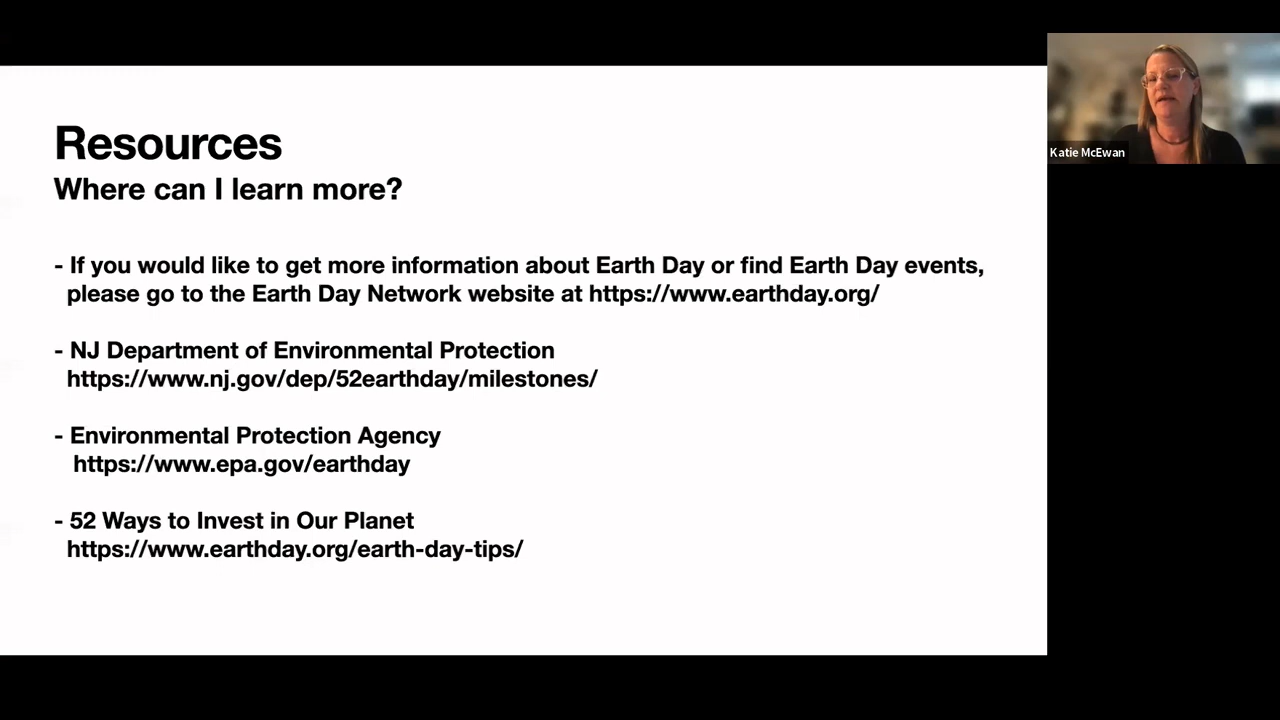 Resources
Where can I learn more?
- If you would like to get more information about Earth Day or find Earth Day events,
please go to the Earth Day Network website at https://www.earthday.org/
- NJ Department of Environmental Protection
https://www.nj.gov/dep/52earthday/milestones/
- Environmental Protection Agency
https://www.epa.gov/earthday
- 52 Ways to Invest in Our Planet
https://www.earthday.org/earth-day-tips/
Katie McEwan